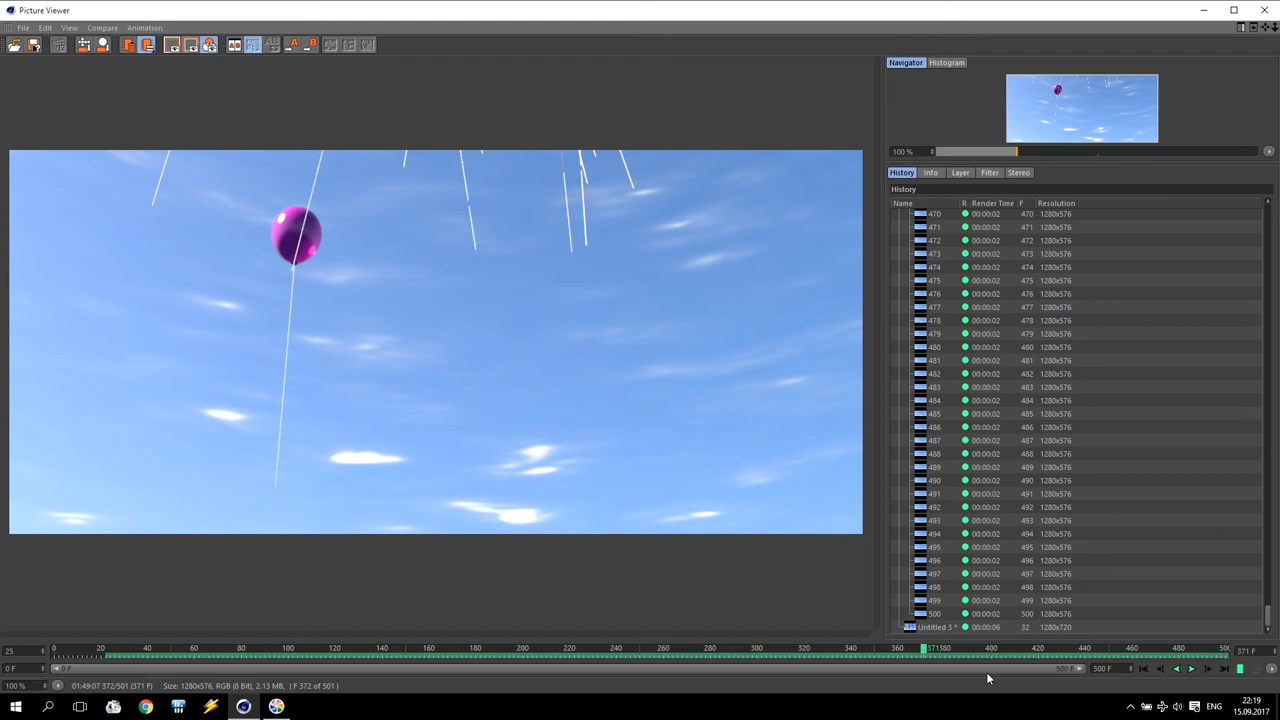 Picture Viewer
File Edit View Compare Animation
Navigator Histogram
100 %
History Info Layer Filter Stereo
History
Name R Render Time F Resolution
470 00:00:02 470 1280x576
471 00:00:02 471 1280x576
472 00:00:02 472 1280x576
473 00:00:02 473 1280x576
474 00:00:02 474 1280x576
475 00:00:02 475 1280x576
476 00:00:02 476 1280x576
477 00:00:02 477 1280x576
478 00:00:02 478 1280x576
479 00:00:02 479 1280x576
480 00:00:02 480 1280x576
481 00:00:02 481 1280x576
482 00:00:02 482 1280x576
483 00:00:02 483 1280x576
484 00:00:02 484 1280x576
485 00:00:02 485 1280x576
486 00:00:02 486 1280x576
487 00:00:02 487 1280x576
488 00:00:02 488 1280x576
489 00:00:02 489 1280x576
490 00:00:02 490 1280x576
491 00:00:02 491 1280x576
492 00:00:02 492 1280x576
493 00:00:02 493 1280x576
494 00:00:02 494 1280x576
495 00:00:02 495 1280x576
496 00:00:02 496 1280x576
497 00:00:02 497 1280x576
498 00:00:02 498 1280x576
499 00:00:02 499 1280x576
500 00:00:02 500 1280x576
Untitled 3 * 00:00:06 32 1280x720
25 0 20 40 60 80 100 120 140 160 180 200 220 240 260 280 300 320 340 360 371 380 400 420 440 460 480 500 371 F
0 F 0 F 500 F 500 F
100 % 01:49:07 372/501 (371 F) Size: 1280x576, RGB (8 Bit), 2.13 MB, ( F 372 of 501 )
ENG
22:19
15.09.2017